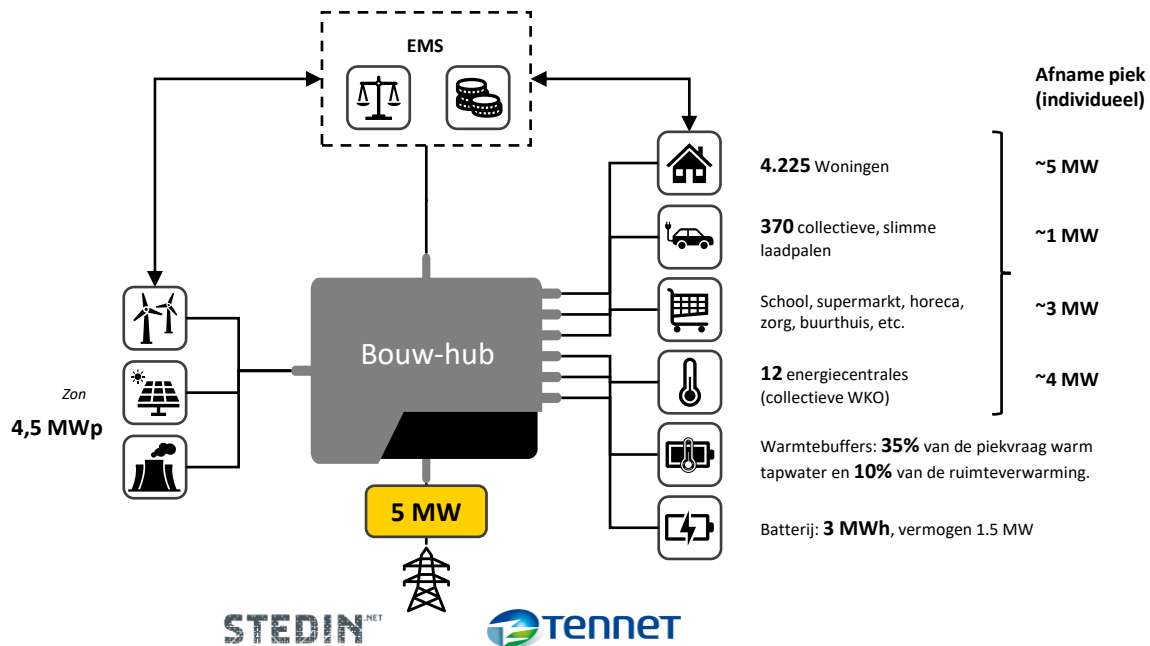 EMS
Afname piek
(individueel)
4.225 Woningen
~5 MW
370 collectieve, slimme
laadpalen
~1 MW
School, supermarkt, horeca,
zorg, buurthuis, etc.
~3 MW
Bouw-hub
12 energiecentrales
(collectieve WKO)
~4 MW
Zon
4,5 MWp
Warmtebuffers: 35% van de piekvraag warm
tapwater en 10% van de ruimteverwarming.
5 MW
Batterij: 3 MWh, vermogen 1.5 MW
STEDIN.NET
TENNET